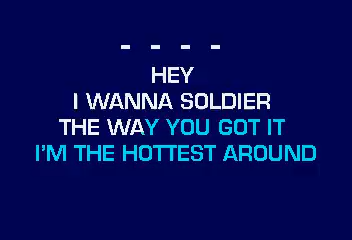 - - - -
HEY
I WANNA SOLDIER
THE WAY YOU GOT IT
I'M THE HOTTEST AROUND